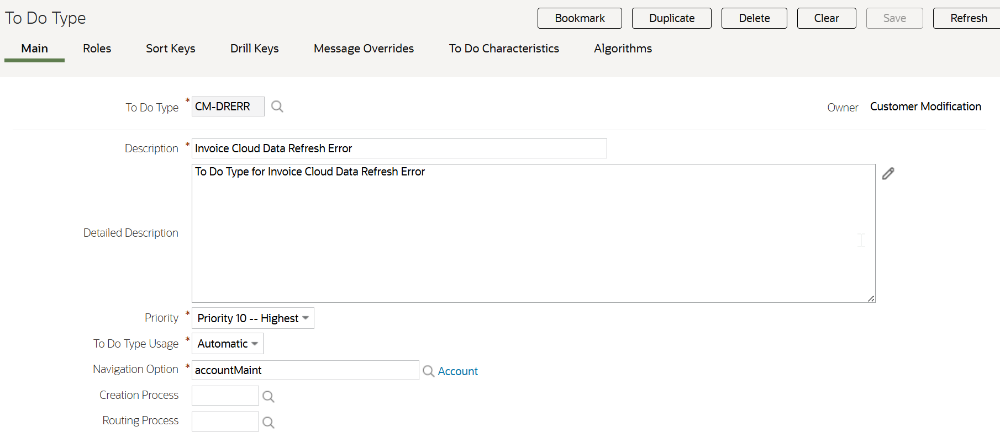 To Do Type
Bookmark Duplicate Delete Clear Save Refresh
Main Roles Sort Keys Drill Keys Message Overrides To Do Characteristics Algorithms
To Do Type * CM-DRERR Owner Customer Modification
Description * Invoice Cloud Data Refresh Error
To Do Type for Invoice Cloud Data Refresh Error
Detailed Description
Priority * Priority 10 -- Highest
To Do Type Usage * Automatic
Navigation Option * accountMaint Account
Creation Process
Routing Process